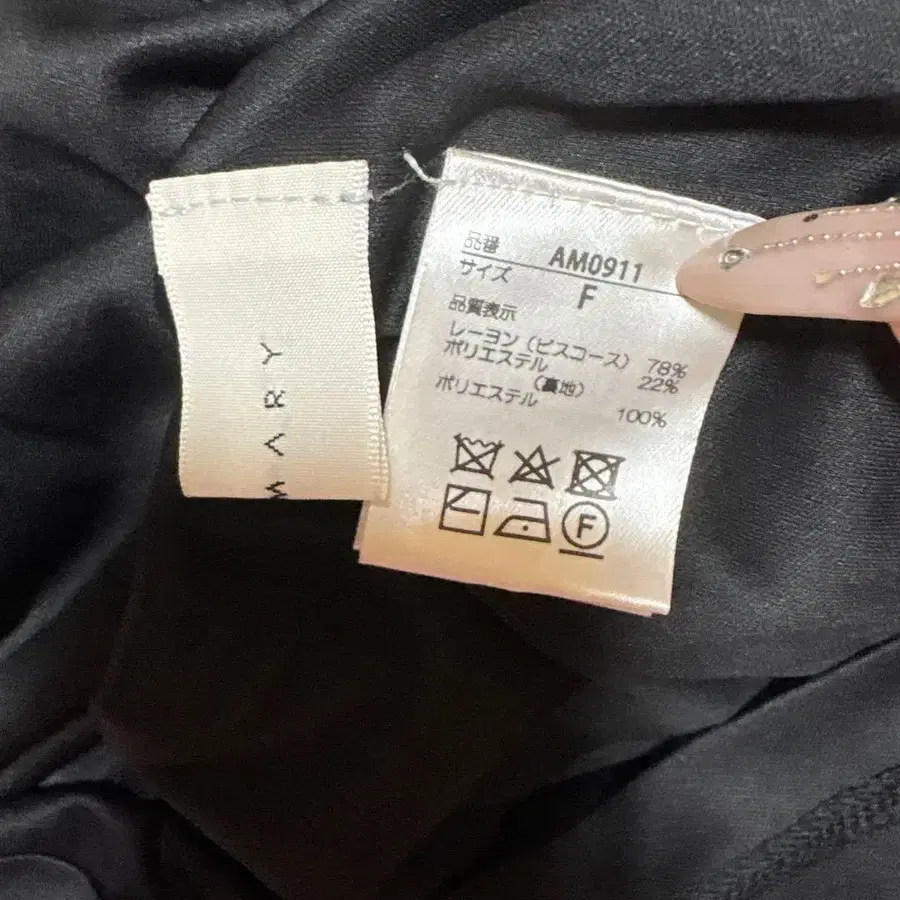 MARY
品番 AM0911
サイズ F
品質表示
レーヨン（ビスコース） 78%
ポリエステル 22%
（裏地）
ポリエステル 100%
F